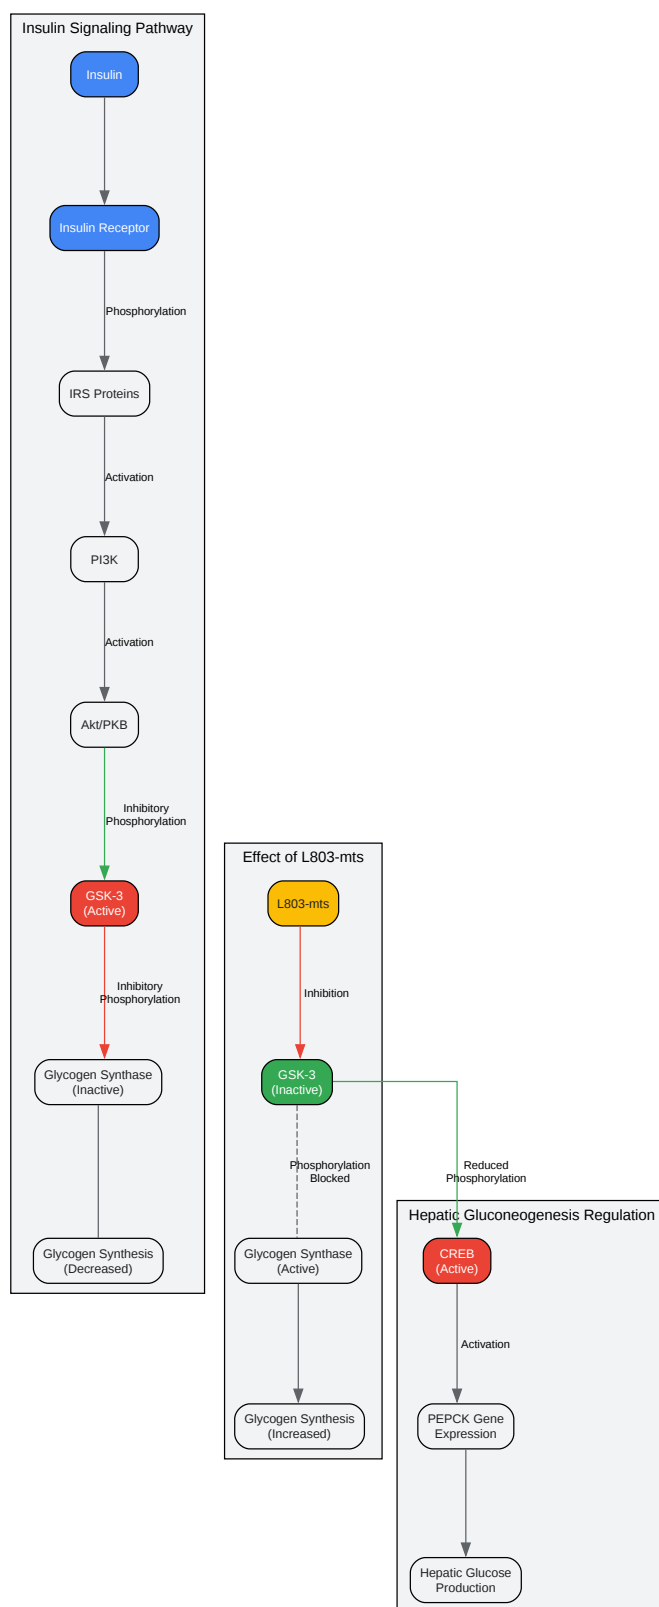 Insulin Signaling Pathway
Insulin
Insulin Receptor
Phosphorylation
IRS Proteins
Activation
PI3K
Activation
Akt/PKB
Inhibitory
Phosphorylation
GSK-3
(Active)
Inhibitory
Phosphorylation
Glycogen Synthase
(Inactive)
Glycogen Synthesis
(Decreased)
Effect of L803-mts
L803-mts
Inhibition
GSK-3
(Inactive)
Phosphorylation
Blocked
Glycogen Synthase
(Active)
Glycogen Synthesis
(Increased)
Reduced
Phosphorylation
Hepatic Gluconeogenesis Regulation
CREB
(Active)
Activation
PEPCK Gene
Expression
Hepatic Glucose
Production